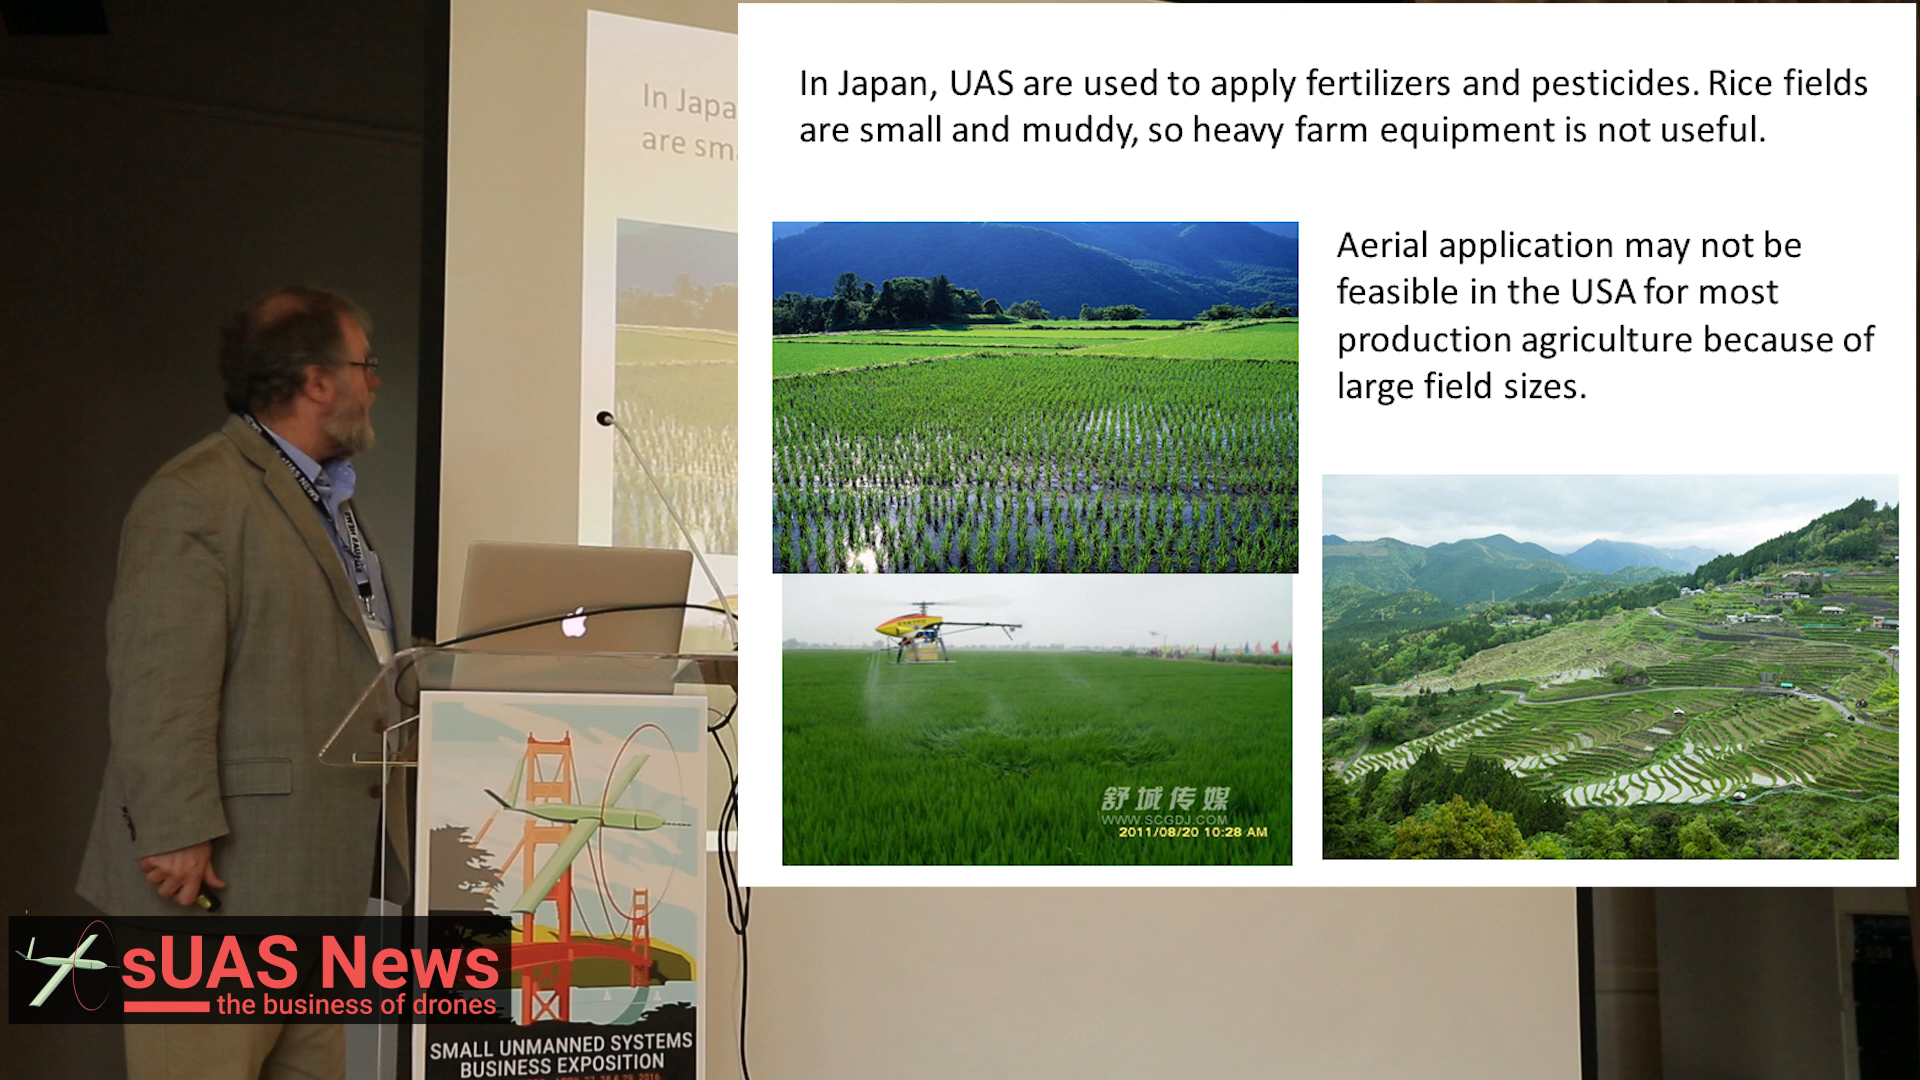 In Japan, UAS are used to apply fertilizers and pesticides. Rice fields
are small and muddy, so heavy farm equipment is not useful.
Aerial application may not be
feasible in the USA for most
production agriculture because of
large field sizes.
舒城传媒
WWW.SCGDJ.COM
2011/08/20 10:28 AM
In Japa
are sm
sUAS NEWS
sUAS News
the business of drones
SMALL UNMANNED SYSTEMS
BUSINESS EXPOSITION